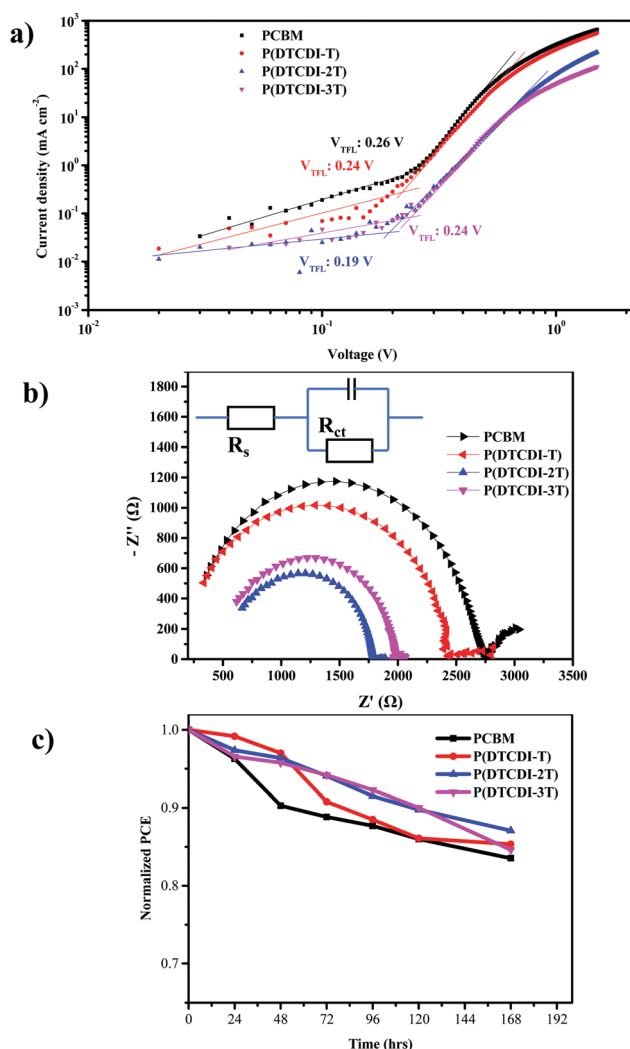 a)
PCBM
P(DTCDI-T)
P(DTCDI-2T)
P(DTCDI-3T)
V_TFL: 0.26 V
V_TFL: 0.24 V
V_TFL: 0.24 V
V_TFL: 0.19 V
Current density (mA cm⁻²)
10³
10²
10¹
10⁰
10⁻¹
10⁻²
10⁻³
10⁻² 10⁻¹ 10⁰
Voltage (V)
b)
R_s
R_ct
PCBM
P(DTCDI-T)
P(DTCDI-2T)
P(DTCDI-3T)
- Z'' (Ω)
1800
1600
1400
1200
1000
800
600
400
200
0
500 1000 1500 2000 2500 3000 3500
Z' (Ω)
c)
PCBM
P(DTCDI-T)
P(DTCDI-2T)
P(DTCDI-3T)
Normalized PCE
1.0
0.9
0.8
0.7
0 24 48 72 96 120 144 168 192
Time (hrs)